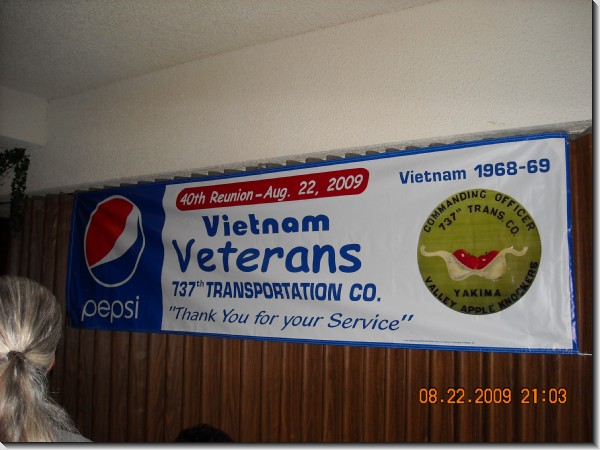 pepsi
40th Reunion - Aug. 22, 2009
Vietnam 1968-69
Vietnam
Veterans
737th TRANSPORTATION CO.
"Thank You for your Service"
COMMANDING OFFICER
737" TRANS. CO.
YAKIMA
VALLEY APPLE KNOCKERS
08.22.2009 21:03